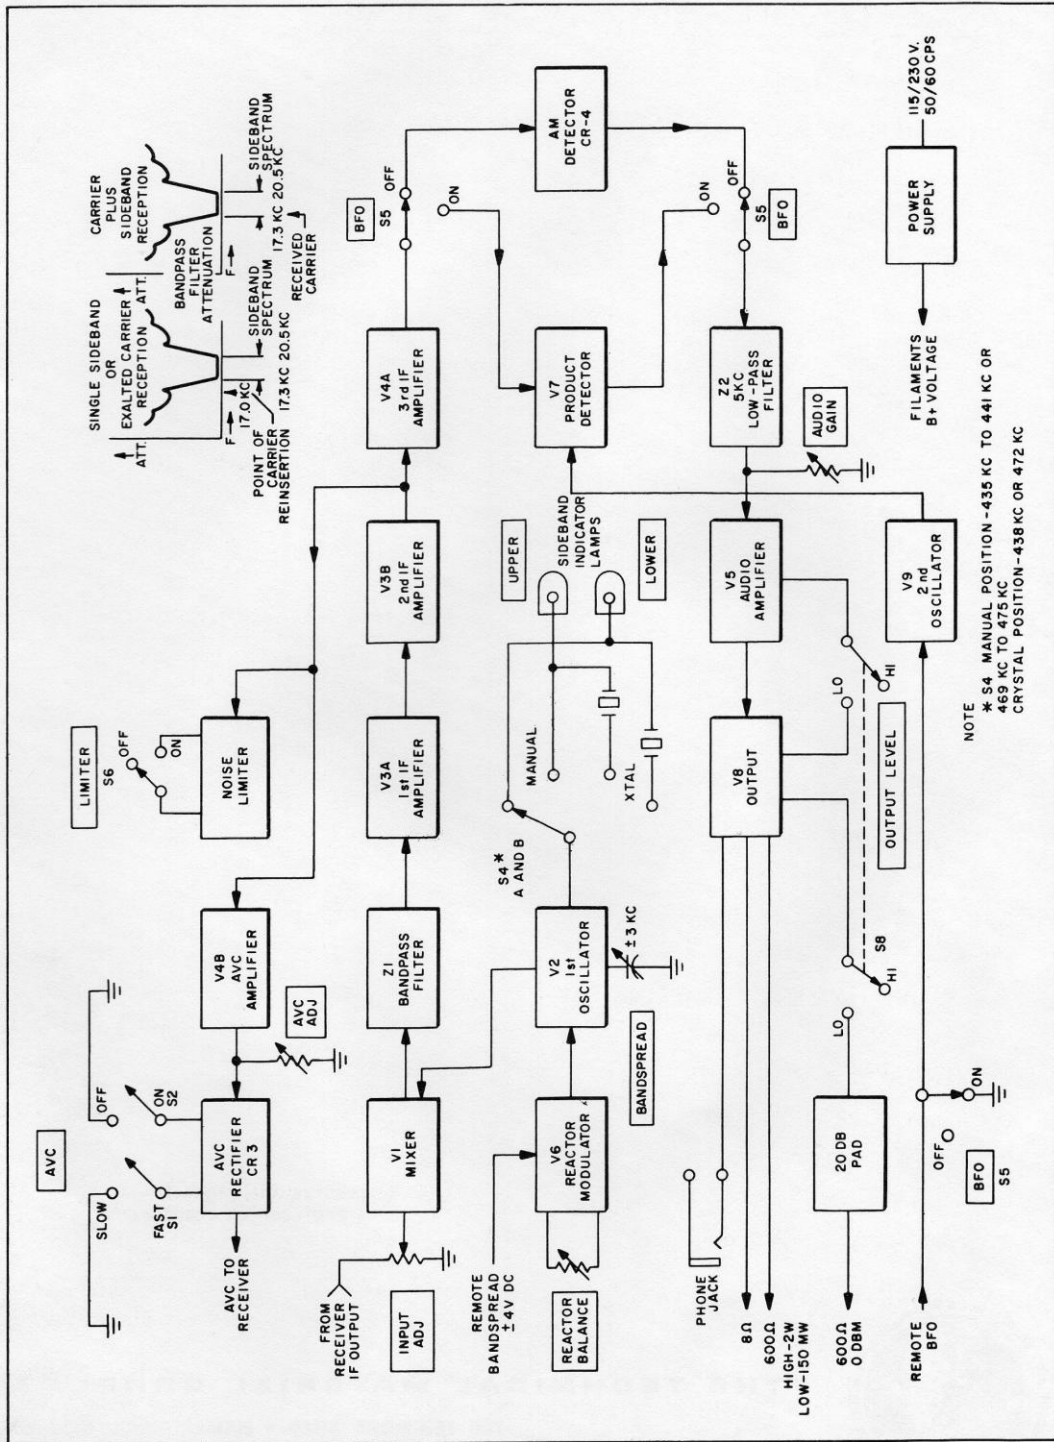 AVC
SLOW
FAST
S1
OFF
ON
S2
AVC TO
RECEIVER
AVC
RECTIFIER
CR3
AVC
ADJ
V4B
AVC
AMPLIFIER
LIMITER
S6
OFF
ON
NOISE
LIMITER
SINGLE SIDEBAND
OR
EXALTED CARRIER
RECEPTION
ATT.
F
17.0 KC
POINT OF
CARRIER
REINSERTION
17.3 KC 20.5 KC
SIDEBAND
SPECTRUM
CARRIER
PLUS
SIDEBAND
RECEPTION
ATT.
BANDPASS
FILTER
ATTENUATION
F
17.3 KC 20.5 KC
RECEIVED
CARRIER
SIDEBAND
SPECTRUM
FROM
RECEIVER
IF OUTPUT
INPUT
ADJ
V1
MIXER
Z1
BANDPASS
FILTER
V3A
1st IF
AMPLIFIER
V3B
2nd IF
AMPLIFIER
V4A
3rd IF
AMPLIFIER
BFO
S5
OFF
ON
AM
DETECTOR
CR-4
REMOTE
BANDSPREAD
±4V DC
REACTOR
BALANCE
V6
REACTOR
MODULATOR
V2
1st
OSCILLATOR
BANDSPREAD
±3 KC
S4*
A AND B
MANUAL
XTAL
UPPER
SIDEBAND
INDICATOR
LAMPS
LOWER
V7
PRODUCT
DETECTOR
ON
OFF
S5
BFO
PHONE
JACK
8Ω
600Ω
HIGH-2W
LOW-150 MW
V8
OUTPUT
V5
AUDIO
AMPLIFIER
Z2
5KC
LOW-PASS
FILTER
AUDIO
GAIN
600Ω
0 DBM
20 DB
PAD
LO
HI
S8
OUTPUT LEVEL
LO
HI
REMOTE
BFO
OFF
ON
BFO
S5
V9
2nd
OSCILLATOR
FILAMENTS
B+ VOLTAGE
POWER
SUPPLY
115/230 V.
50/60 CPS
NOTE
* S4 MANUAL POSITION-435 KC TO 441 KC OR
469 KC TO 475 KC
CRYSTAL POSITION-438 KC OR 472 KC